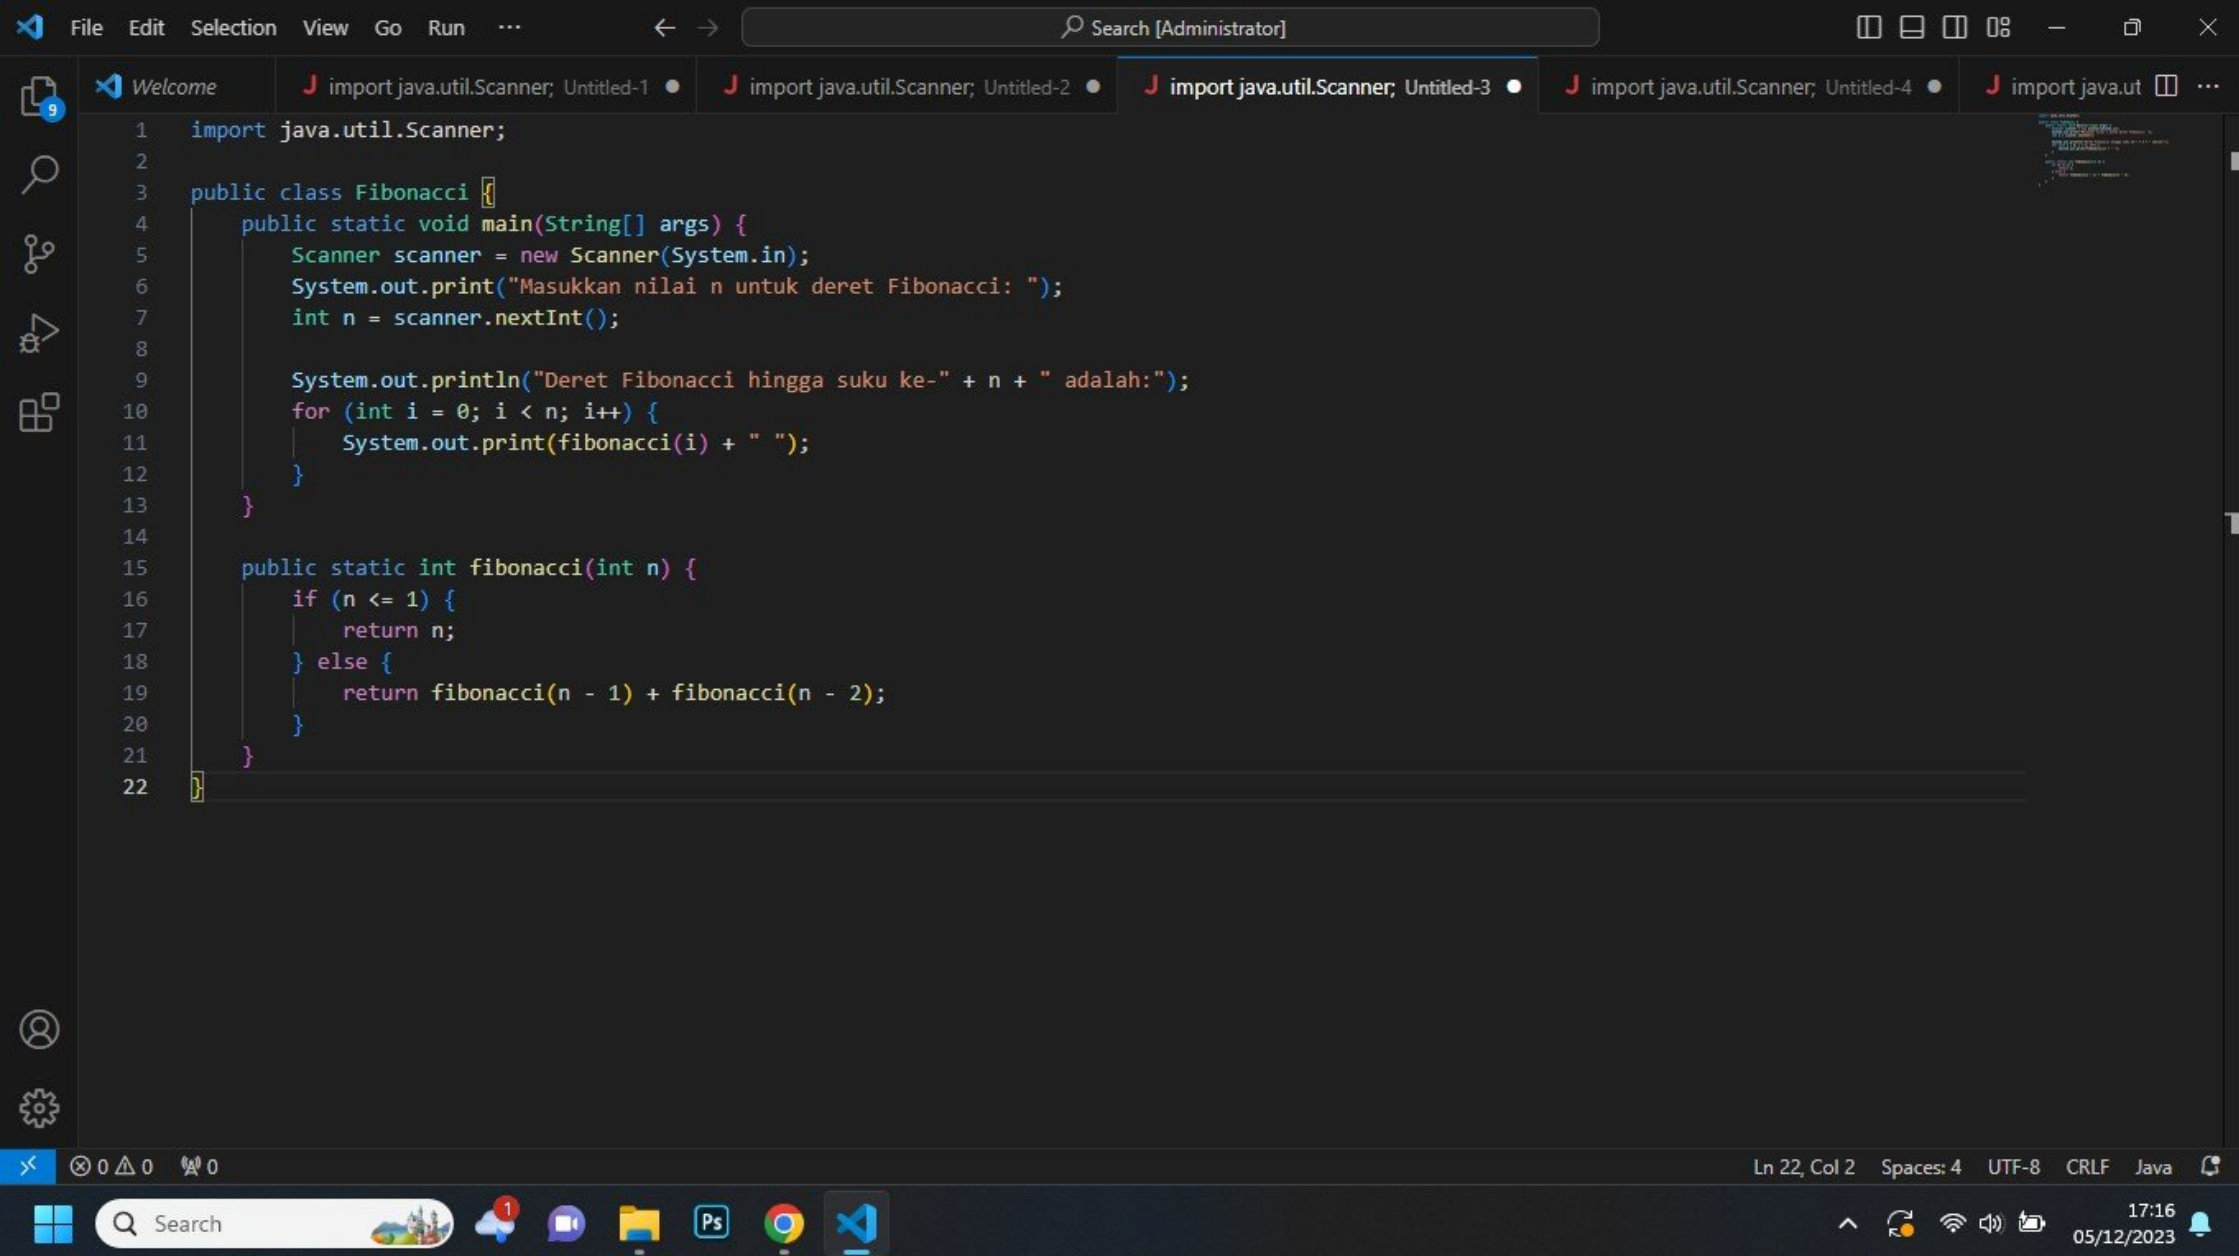 File Edit Selection View Go Run ··· Search [Administrator]
9
Welcome import java.util.Scanner; Untitled-1 import java.util.Scanner; Untitled-2 import java.util.Scanner; Untitled-3 import java.util.Scanner; Untitled-4 import java.ut ···
1 import java.util.Scanner;
2
3 public class Fibonacci {
4     public static void main(String[] args) {
5         Scanner scanner = new Scanner(System.in);
6         System.out.print("Masukkan nilai n untuk deret Fibonacci: ");
7         int n = scanner.nextInt();
8
9         System.out.println("Deret Fibonacci hingga suku ke-" + n + " adalah:");
10         for (int i = 0; i < n; i++) {
11             System.out.print(fibonacci(i) + " ");
12         }
13     }
14
15     public static int fibonacci(int n) {
16         if (n <= 1) {
17             return n;
18         } else {
19             return fibonacci(n - 1) + fibonacci(n - 2);
20         }
21     }
22 }
0 0 0 Ln 22, Col 2 Spaces: 4 UTF-8 CRLF Java
Search 1 Ps 17:16
05/12/2023